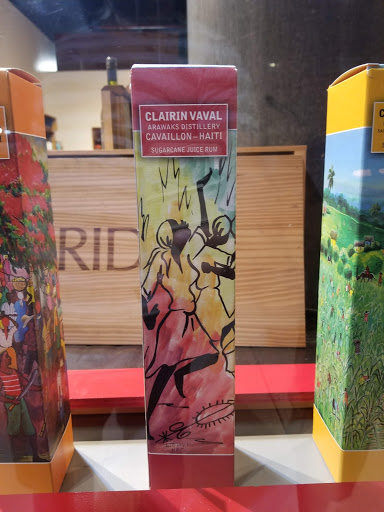 CLAIRIN VAVAL
ARAWAKS DISTILLERY
CAVAILLON – HAITI
SUGARCANE JUICE RUM
RID